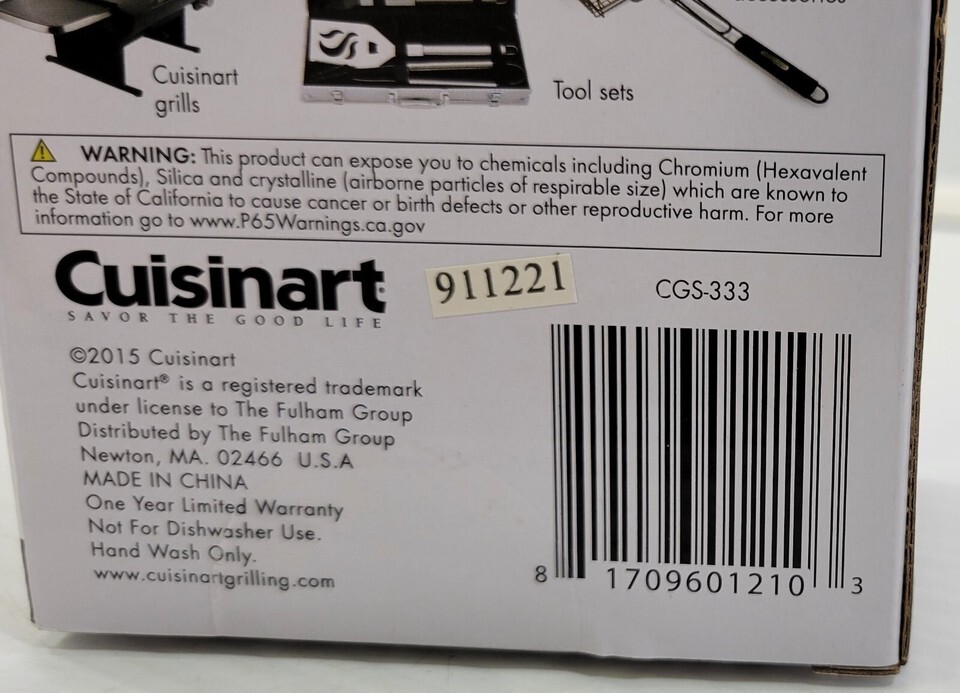 Cuisinart
grills
Tool sets
WARNING: This product can expose you to chemicals including Chromium (Hexavalent
Compounds), Silica and crystalline (airborne particles of respirable size) which are known to
the State of California to cause cancer or birth defects or other reproductive harm. For more
information go to www.P65Warnings.ca.gov
Cuisinart®
SAVOR THE GOOD LIFE
911221
CGS-333
©2015 Cuisinart
Cuisinart® is a registered trademark
under license to The Fulham Group
Distributed by The Fulham Group
Newton, MA. 02466 U.S.A
MADE IN CHINA
One Year Limited Warranty
Not For Dishwasher Use.
Hand Wash Only.
www.cuisinartgrilling.com
8 1709601210 3